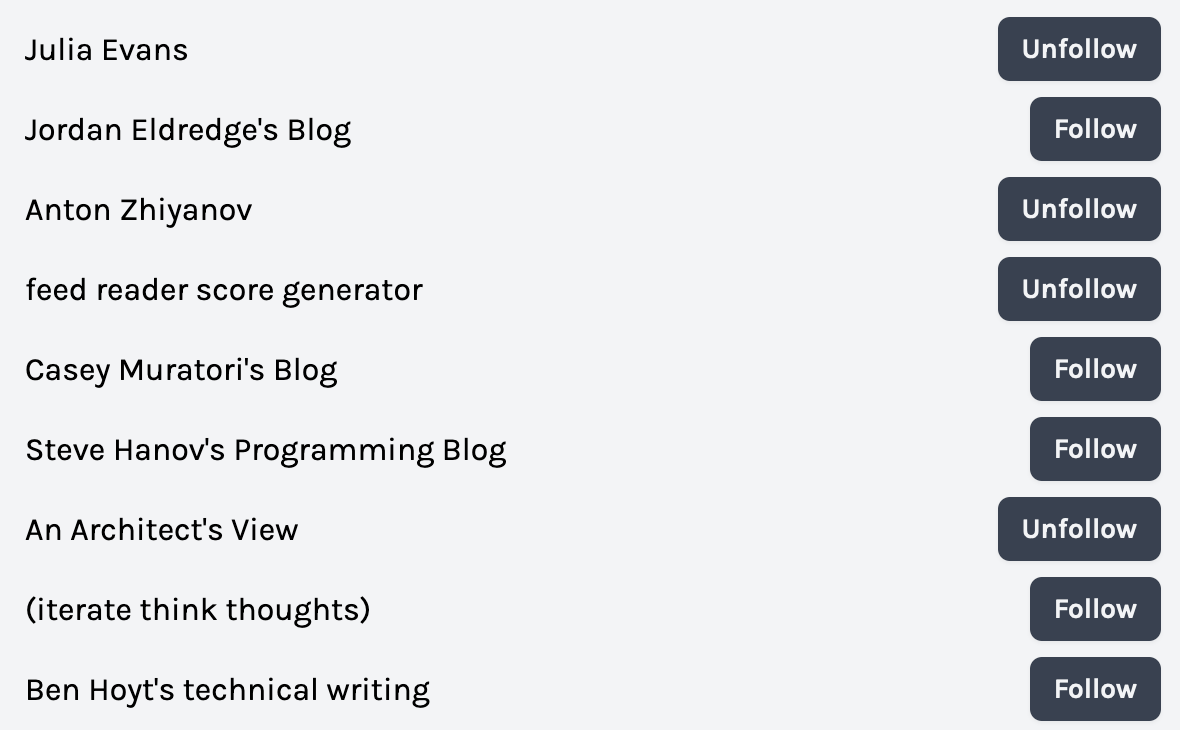 Julia Evans Unfollow
Jordan Eldredge's Blog Follow
Anton Zhiyanov Unfollow
feed reader score generator Unfollow
Casey Muratori's Blog Follow
Steve Hanov's Programming Blog Follow
An Architect's View Unfollow
(iterate think thoughts) Follow
Ben Hoyt's technical writing Follow